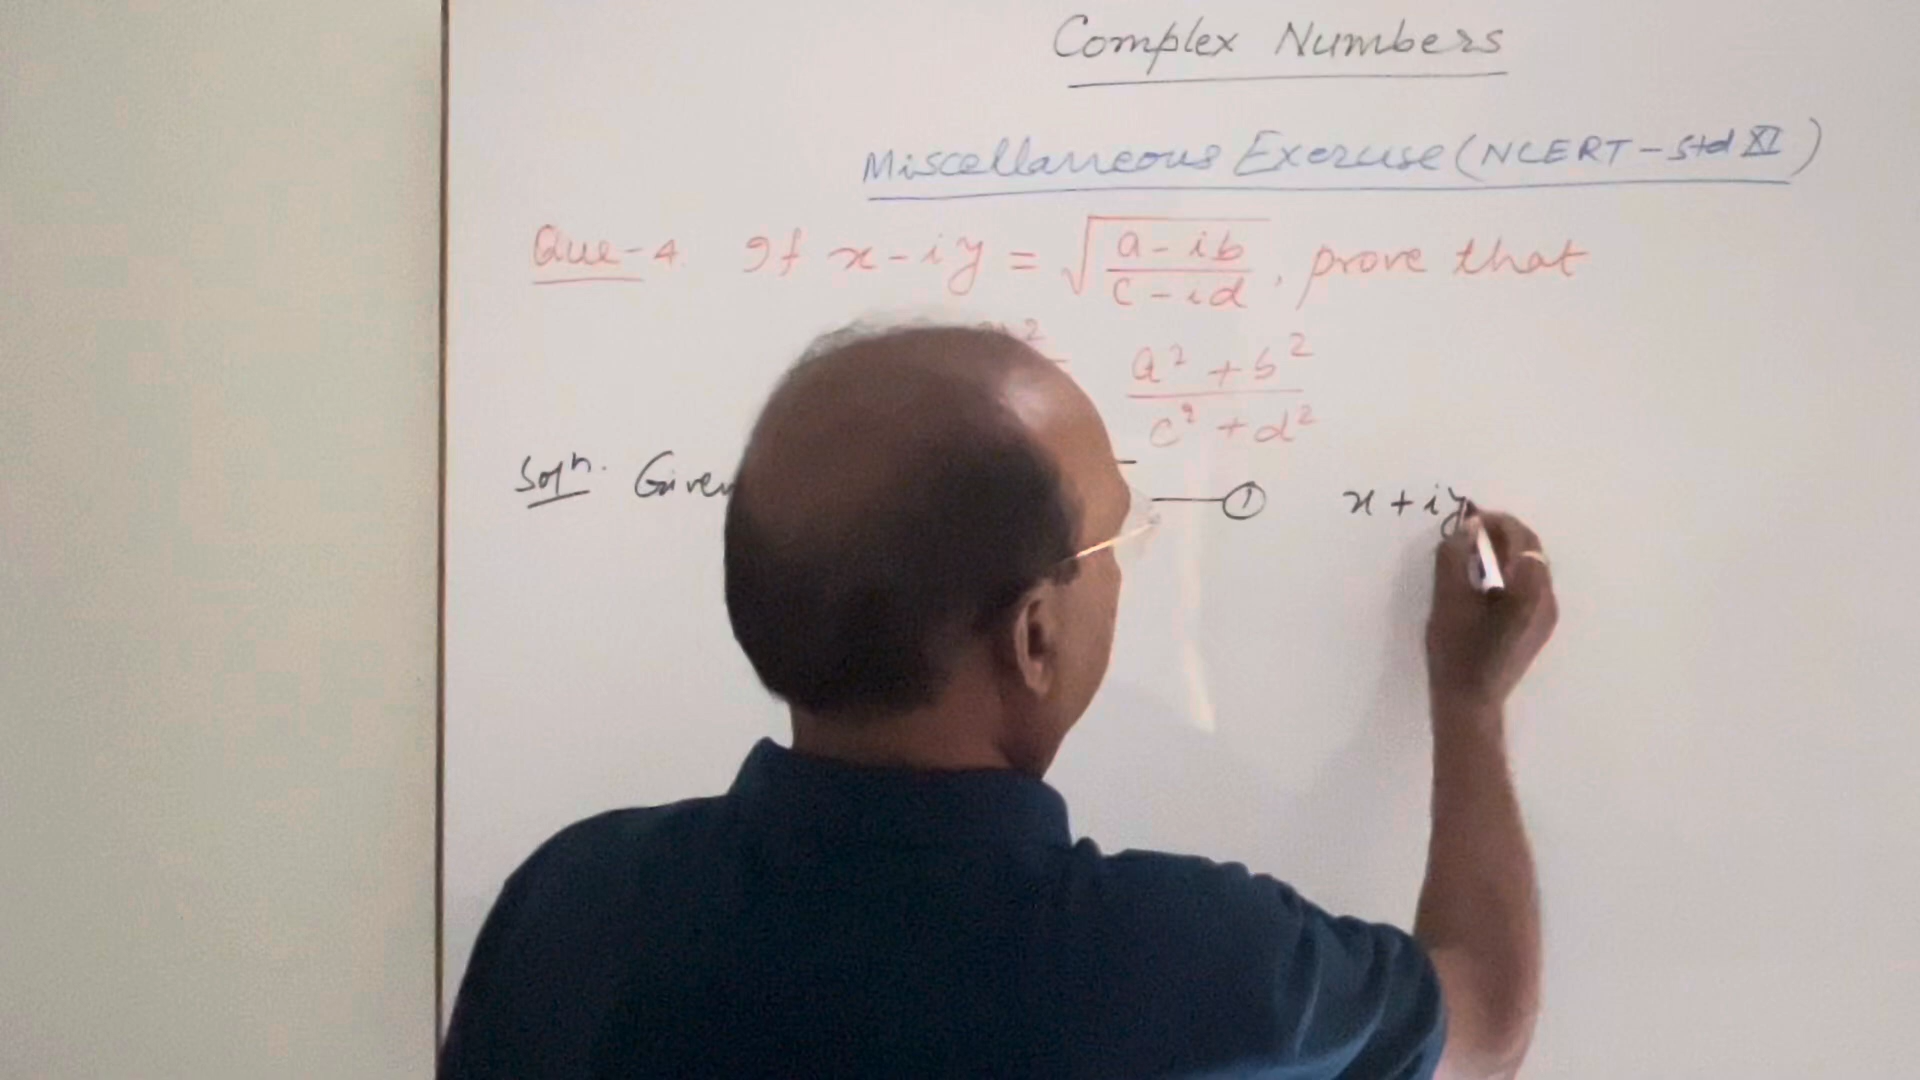 Complex Numbers
Miscellaneous Exercise (NCERT - Std XI)
Que-4. If x - iy = √(a - ib / c - id), prove that
2 a² + b² / c² + d²
Solⁿ. Given ① x + iy